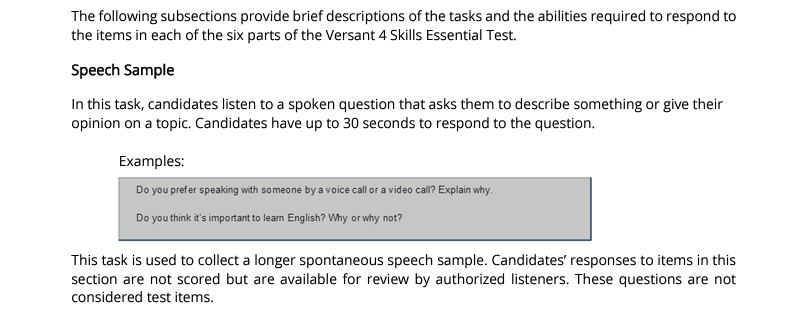 The following subsections provide brief descriptions of the tasks and the abilities required to respond to
the items in each of the six parts of the Versant 4 Skills Essential Test.
Speech Sample
In this task, candidates listen to a spoken question that asks them to describe something or give their
opinion on a topic. Candidates have up to 30 seconds to respond to the question.
Examples:
Do you prefer speaking with someone by a voice call or a video call? Explain why.
Do you think it's important to learn English? Why or why not?
This task is used to collect a longer spontaneous speech sample. Candidates’ responses to items in this
section are not scored but are available for review by authorized listeners. These questions are not
considered test items.